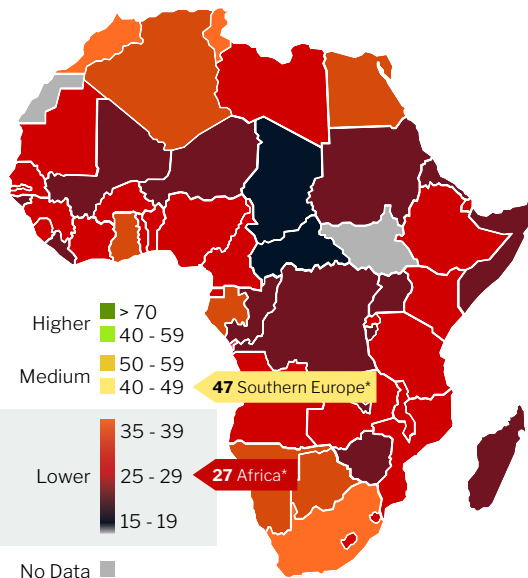 Higher
> 70
40 - 59
Medium
50 - 59
40 - 49
47 Southern Europe*
Lower
35 - 39
25 - 29
27 Africa*
15 - 19
No Data